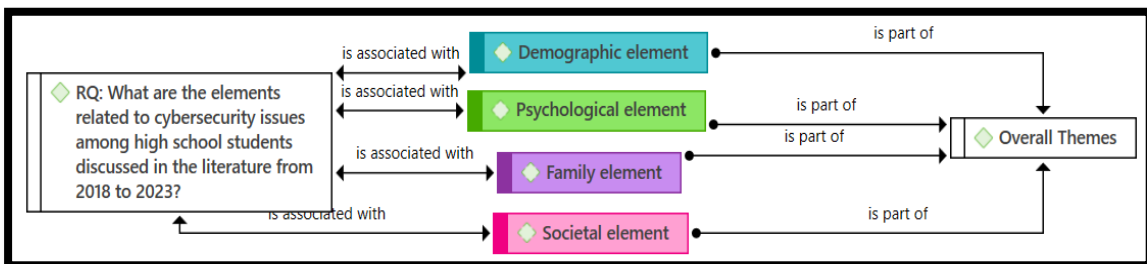 is associated with
Demographic element
is part of
RQ: What are the elements
related to cybersecurity issues
among high school students
discussed in the literature from
2018 to 2023?
is associated with
Psychological element
is part of
is part of
Overall Themes
is associated with
Family element
is associated with
Societal element
is part of